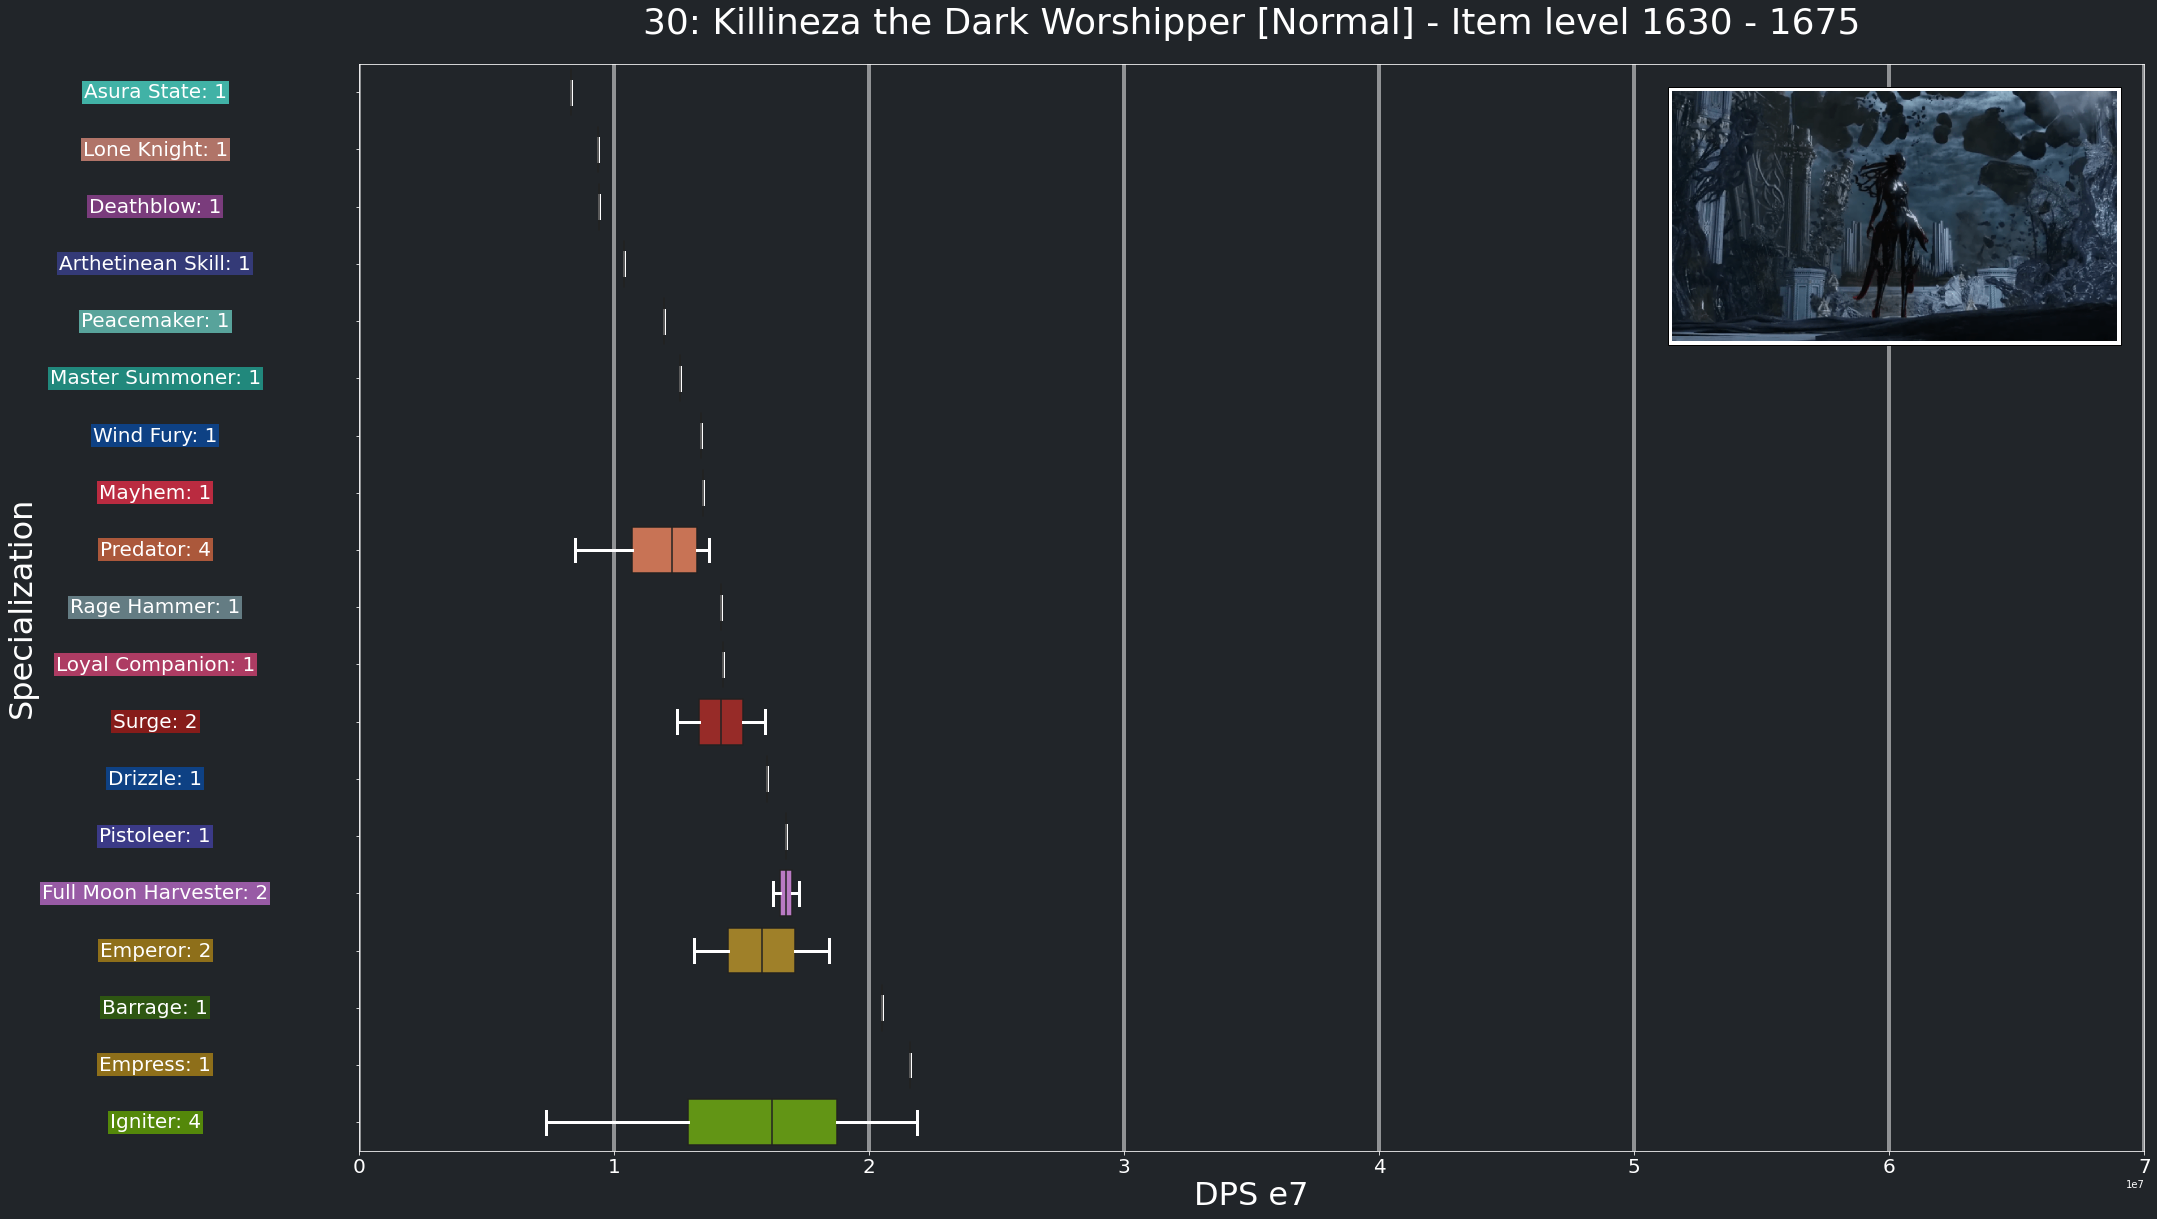 30: Killineza the Dark Worshipper [Normal] - Item level 1630 - 1675
Specialization
Asura State: 1
Lone Knight: 1
Deathblow: 1
Arthetinean Skill: 1
Peacemaker: 1
Master Summoner: 1
Wind Fury: 1
Mayhem: 1
Predator: 4
Rage Hammer: 1
Loyal Companion: 1
Surge: 2
Drizzle: 1
Pistoleer: 1
Full Moon Harvester: 2
Emperor: 2
Barrage: 1
Empress: 1
Igniter: 4
0 1 2 3 4 5 6 7
1e7
DPS e7